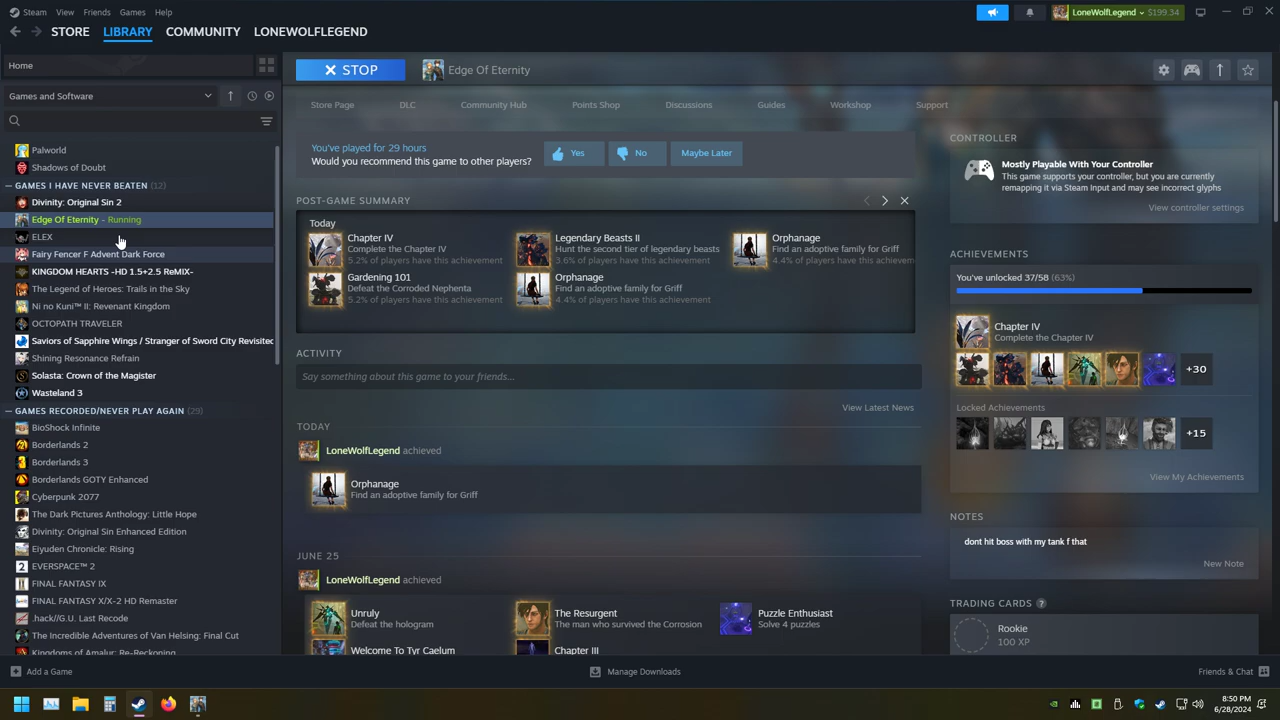 Steam View Friends Games Help
LoneWolfLegend $199.34
STORE LIBRARY COMMUNITY LONEWOLFLEGEND
Home
Games and Software
Palworld
Shadows of Doubt
GAMES I HAVE NEVER BEATEN (12)
Divinity: Original Sin 2
Edge Of Eternity - Running
ELEX
Fairy Fencer F Advent Dark Force
KINGDOM HEARTS -HD 1.5+2.5 ReMIX-
The Legend of Heroes: Trails in the Sky
Ni no Kuni™ II: Revenant Kingdom
OCTOPATH TRAVELER
Saviors of Sapphire Wings / Stranger of Sword City Revisited
Shining Resonance Refrain
Solasta: Crown of the Magister
Wasteland 3
GAMES RECORDED/NEVER PLAY AGAIN (29)
BioShock Infinite
Borderlands 2
Borderlands 3
Borderlands GOTY Enhanced
Cyberpunk 2077
The Dark Pictures Anthology: Little Hope
Divinity: Original Sin Enhanced Edition
Eiyuden Chronicle: Rising
EVERSPACE™ 2
FINAL FANTASY IX
FINAL FANTASY X/X-2 HD Remaster
.hack//G.U. Last Recode
The Incredible Adventures of Van Helsing: Final Cut
Kingdoms of Amalur: Re-Reckoning
STOP
Edge Of Eternity
Store Page DLC Community Hub Points Shop Discussions Guides Workshop Support
You've played for 29 hours
Would you recommend this game to other players?
Yes No Maybe Later
POST-GAME SUMMARY
Today
Chapter IV
Complete the Chapter IV
5.2% of players have this achievement
Legendary Beasts II
Hunt the second tier of legendary beasts
3.6% of players have this achievement
Orphanage
Find an adoptive family for Griff
4.4% of players have this achievem
Gardening 101
Defeat the Corroded Nephenta
5.2% of players have this achievement
Orphanage
Find an adoptive family for Griff
4.4% of players have this achievement
ACTIVITY
Say something about this game to your friends...
View Latest News
TODAY
LoneWolfLegend achieved
Orphanage
Find an adoptive family for Griff
JUNE 25
LoneWolfLegend achieved
Unruly
Defeat the hologram
The Resurgent
The man who survived the Corrosion
Puzzle Enthusiast
Solve 4 puzzles
Welcome To Tyr Caelum
Chapter III
CONTROLLER
Mostly Playable With Your Controller
This game supports your controller, but you are currently
remapping it via Steam Input and may see incorrect glyphs
View controller settings
ACHIEVEMENTS
You've unlocked 37/58 (63%)
Chapter IV
Complete the Chapter IV
+30
Locked Achievements
+15
View My Achievements
NOTES
dont hit boss with my tank f that
New Note
TRADING CARDS ?
Rookie
100 XP
Add a Game
Manage Downloads
Friends & Chat
8:50 PM
6/28/2024